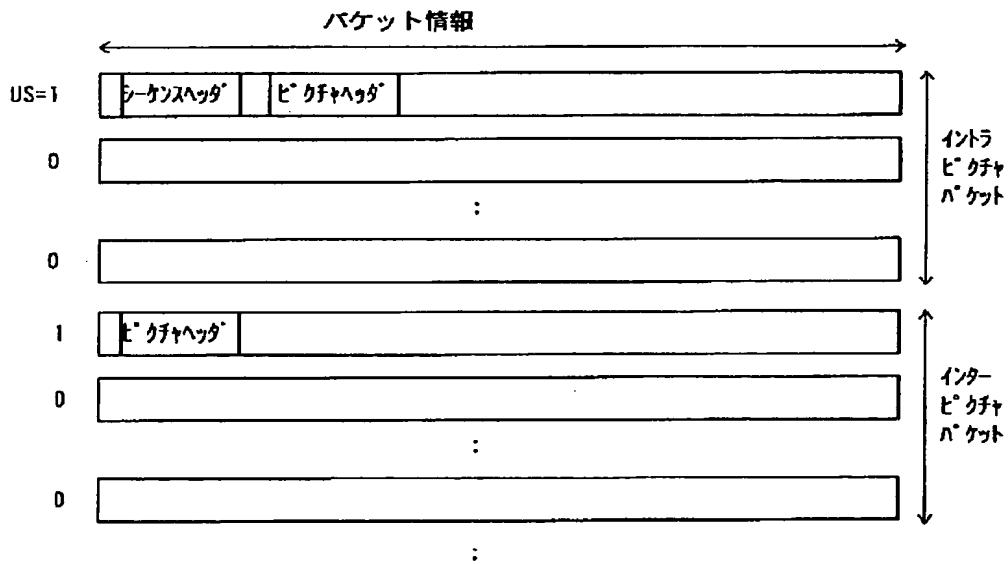 パケット情報
US=1 シーケンスヘッダ ピクチャヘッダ
0
:
0
イントラ
ピクチャ
パケット
1 ピクチャヘッダ
0
:
0
インター
ピクチャ
パケット
: